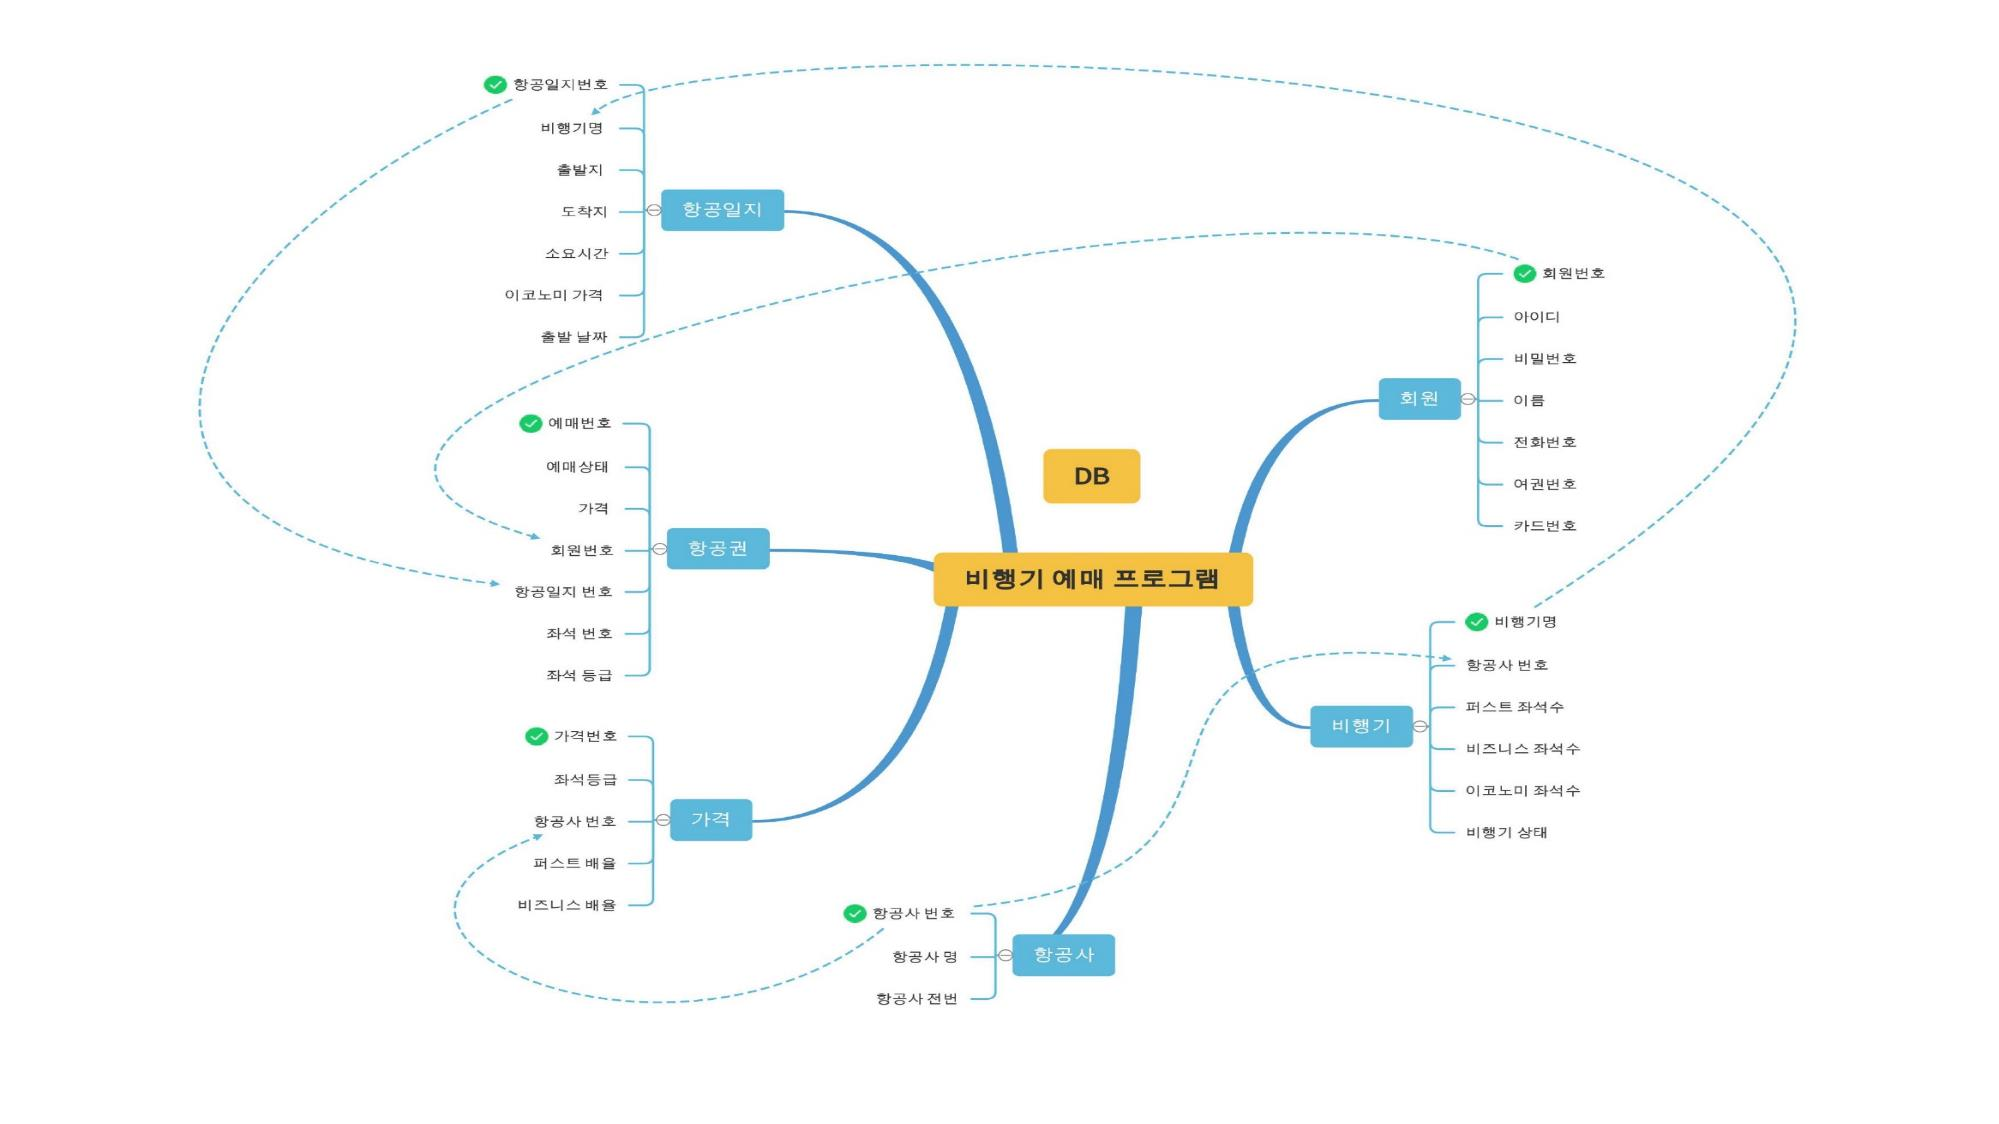 항공일지번호
비행기명
출발지
도착지
소요시간
이코노미 가격
출발 날짜
항공일지
예매번호
예매상태
가격
회원번호
항공일지 번호
좌석 번호
좌석 등급
항공권
가격번호
좌석등급
항공사 번호
퍼스트 배율
비즈니스 배율
가격
DB
비행기 예매 프로그램
항공사 번호
항공사 명
항공사 전번
항공사
회원
회원번호
아이디
비밀번호
이름
전화번호
여권번호
카드번호
비행기
비행기명
항공사 번호
퍼스트 좌석수
비즈니스 좌석수
이코노미 좌석수
비행기 상태